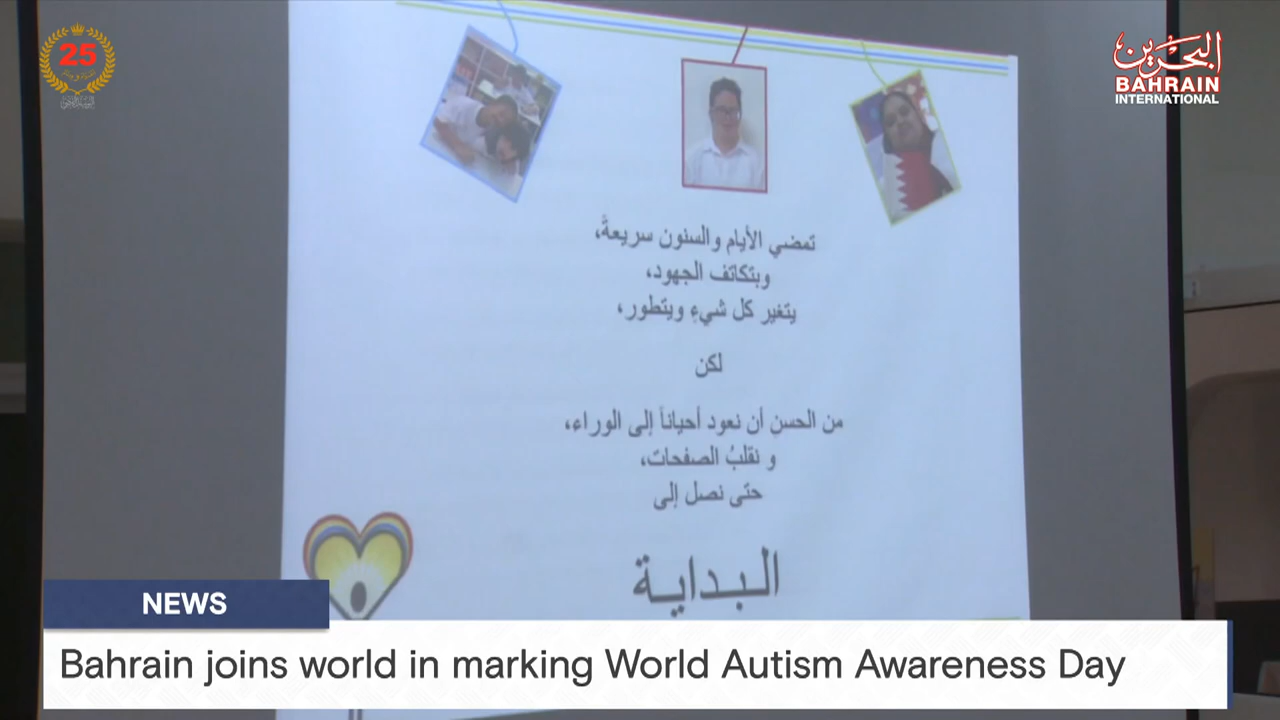 25
البحرين
BAHRAIN
INTERNATIONAL
تمضي الأيام والسنون سريعةً،
وبتكاتف الجهود،
يتغير كل شيءِ ويتطور،
لكن
من الحسن أن نعود أحياناً إلى الوراء،
و نقلبُ الصفحات،
حتى نصل إلى
البداية
NEWS
Bahrain joins world in marking World Autism Awareness Day